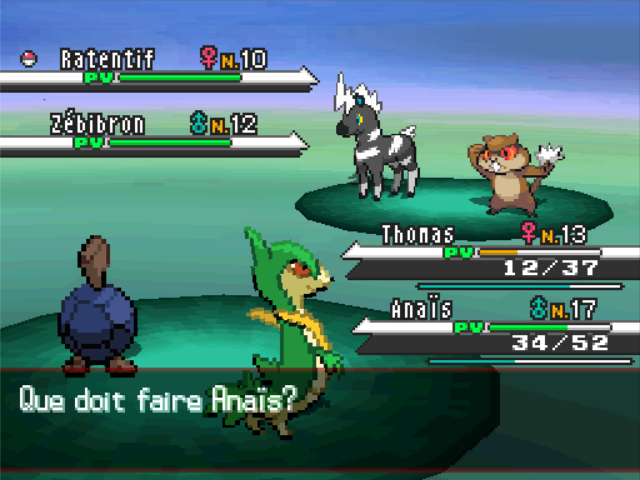 Ratentif ♀ N.10
PV
Zébibron ♂ N.12
PV
Thomas ♀ N.13
PV
12/37
Anaïs ♂ N.17
PV
34/52
Que doit faire Anaïs?